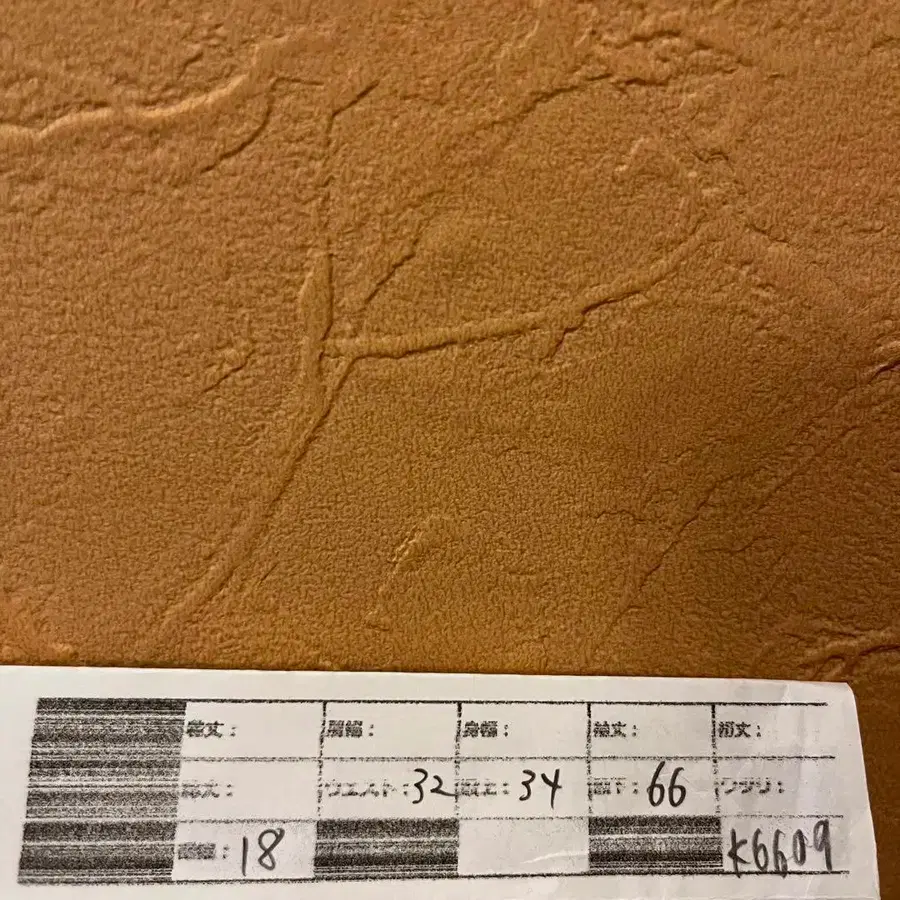 着丈： 肩幅： 身幅： 袖丈： 裄丈：
総丈： ウエスト：32 股上：34 股下：66 ワタリ：
裾幅：18 K6609